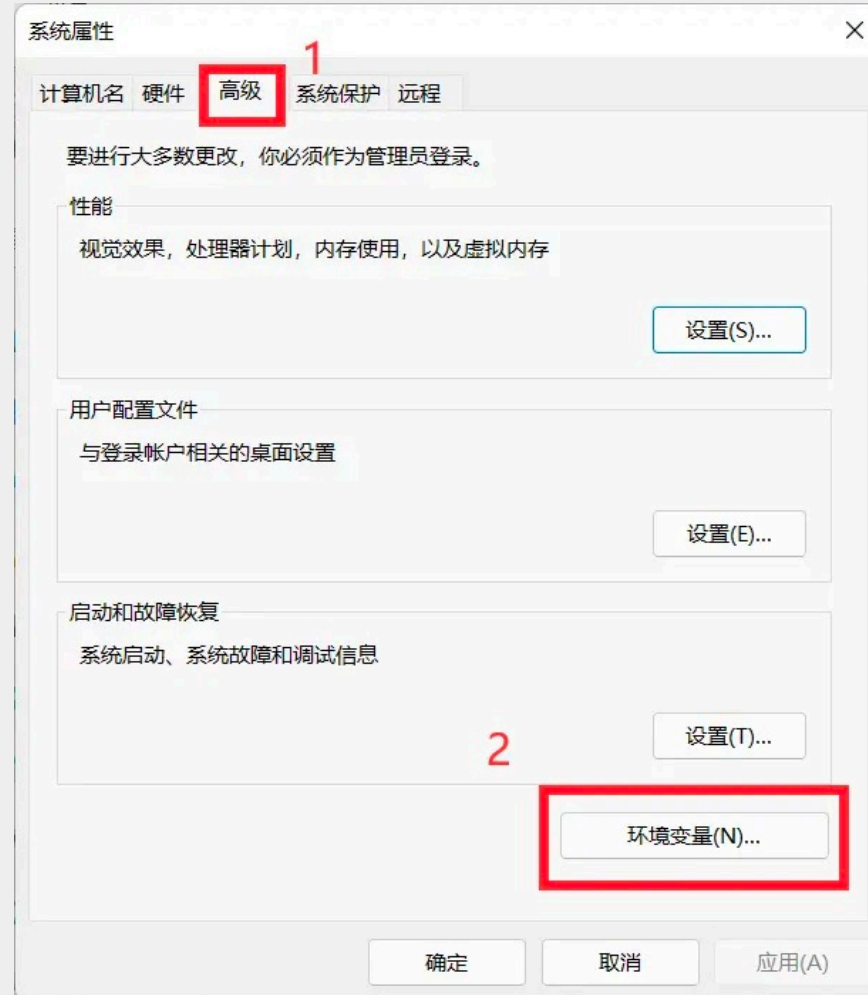 系统属性
1
计算机名 硬件 高级 系统保护 远程
要进行大多数更改，你必须作为管理员登录。
性能
视觉效果，处理器计划，内存使用，以及虚拟内存
设置(S)...
用户配置文件
与登录帐户相关的桌面设置
设置(E)...
启动和故障恢复
系统启动、系统故障和调试信息
设置(T)...
2
环境变量(N)...
确定 取消 应用(A)